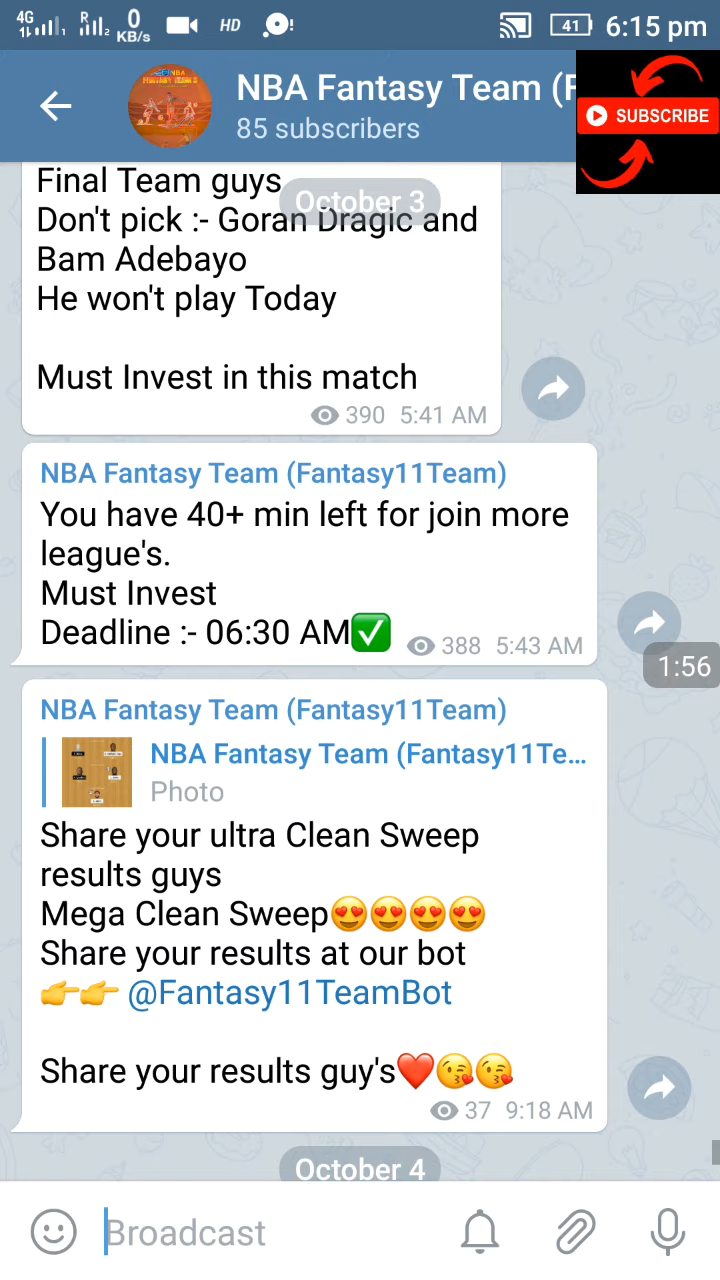 4G R 0 KB/s HD 41 6:15 pm
NBA Fantasy Team (F
85 subscribers
SUBSCRIBE
Final Team guys
October 3
Don't pick :- Goran Dragic and
Bam Adebayo
He won't play Today
Must Invest in this match
390 5:41 AM
NBA Fantasy Team (Fantasy11Team)
You have 40+ min left for join more
league's.
Must Invest
Deadline :- 06:30 AM✅ 388 5:43 AM
1:56
NBA Fantasy Team (Fantasy11Team)
NBA Fantasy Team (Fantasy11Te...
Photo
Share your ultra Clean Sweep
results guys
Mega Clean Sweep😍😍😍😍
Share your results at our bot
👉👉 @Fantasy11TeamBot
Share your results guy's❤️😘😘
37 9:18 AM
October 4
Broadcast